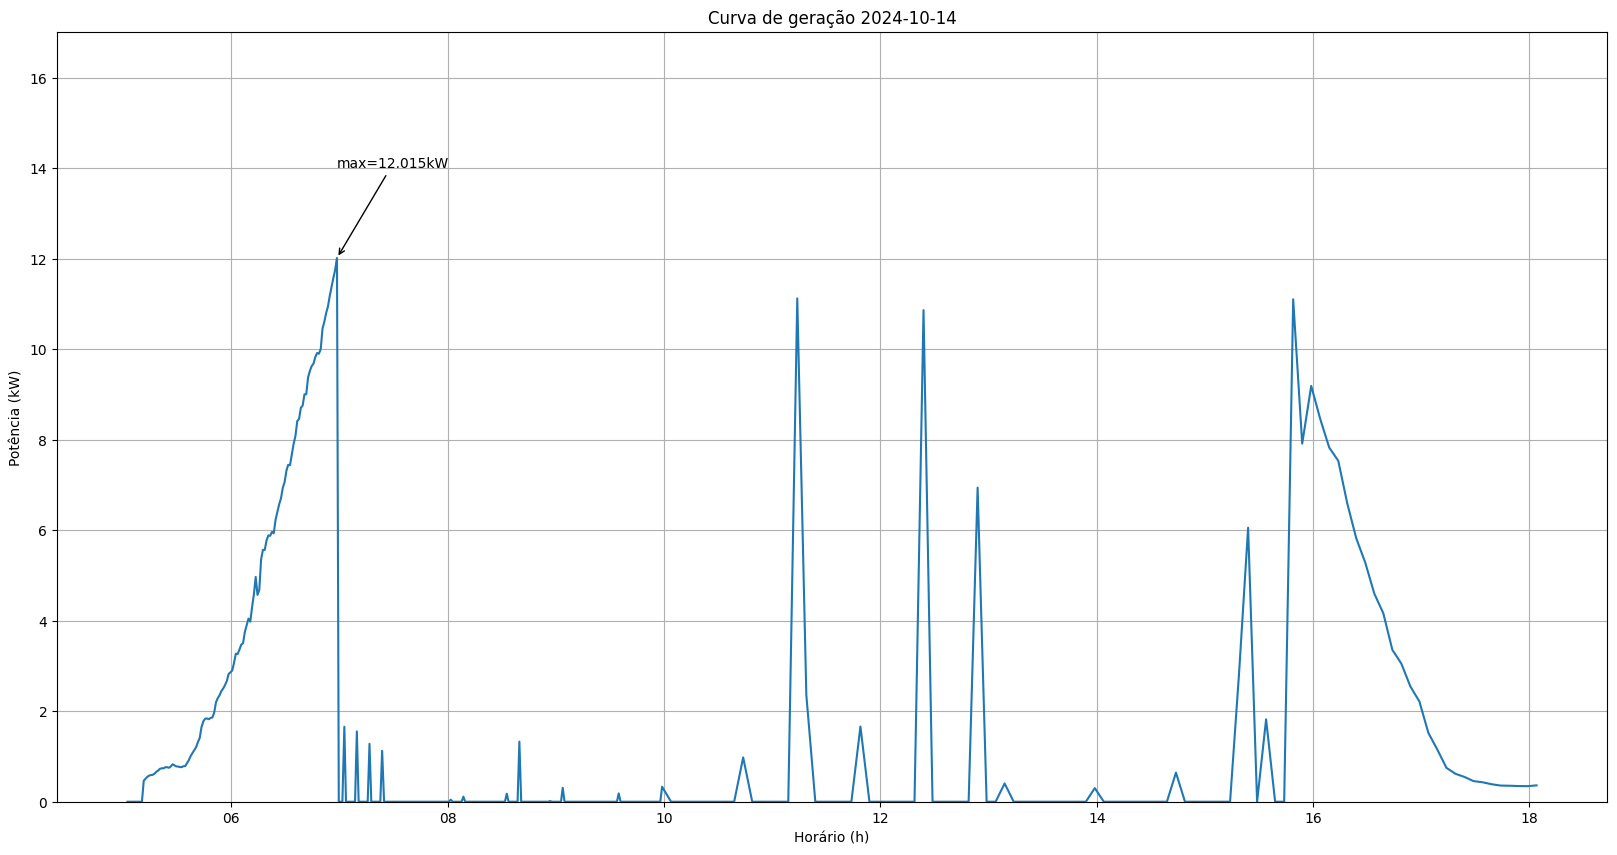 Curva de geração 2024-10-14
16
14
12
10
8
6
4
2
0
max=12.015kW
Potência (kW)
06 08 10 12 14 16 18
Horário (h)